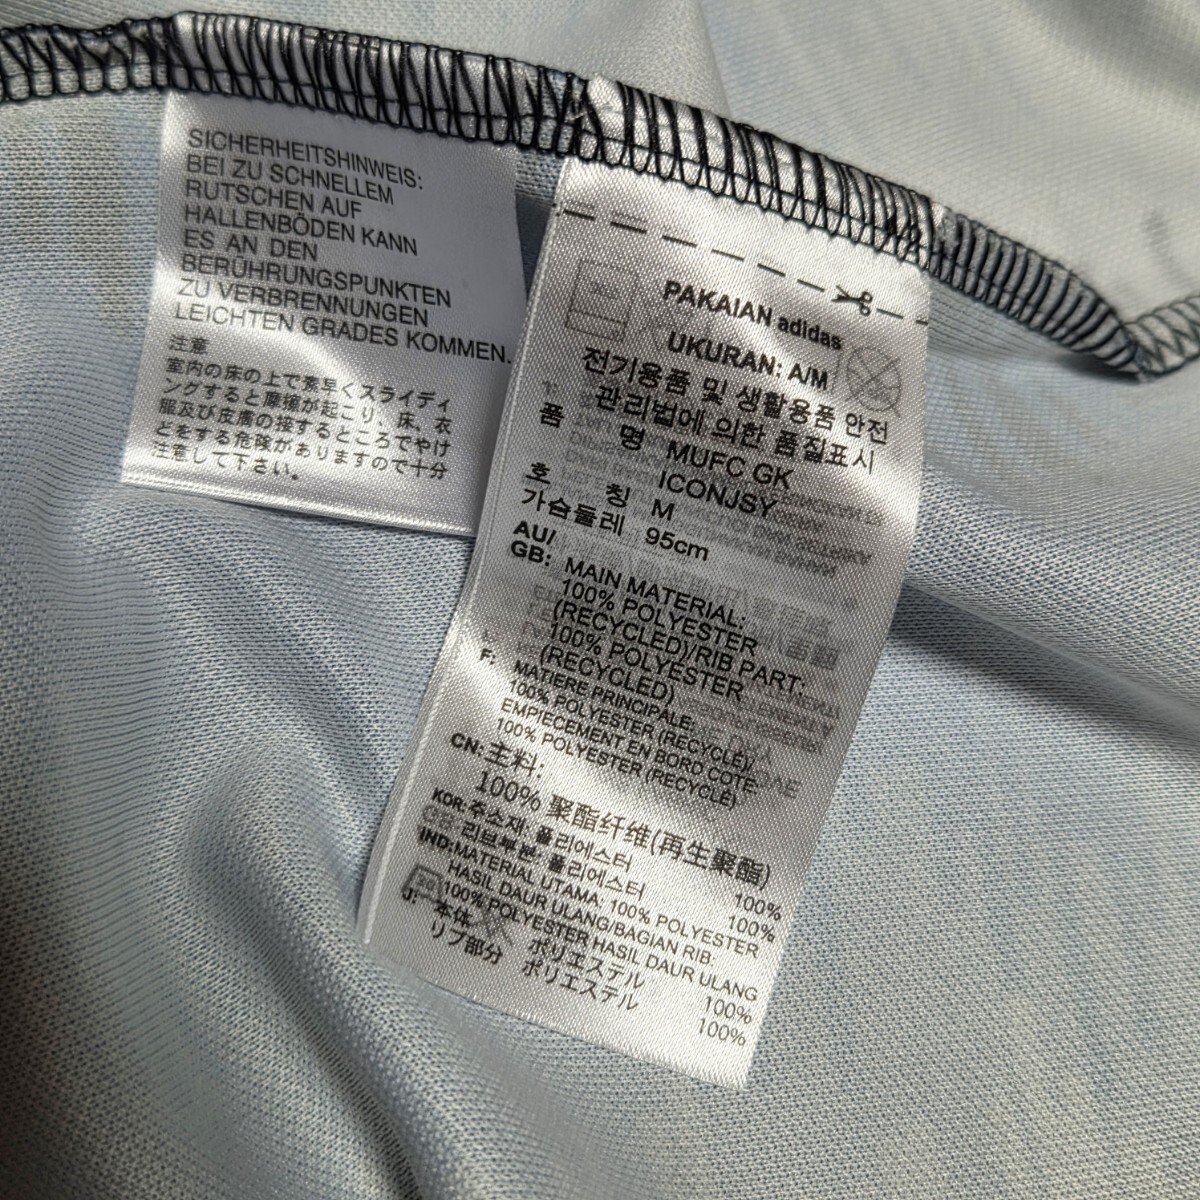 SICHERHEITSHINWEIS:
BEI ZU SCHNELLEM
RUTSCHEN AUF
HALLENBÖDEN KANN
ES AN DEN
BERÜHRUNGSPUNKTEN
ZU VERBRENNUNGEN
LEICHTEN GRADES KOMMEN.
注意
室内の床の上で素早くスライディ
ングすると摩擦が起こり、床、衣
服及び皮膚の接するところでやけ
どをする危険がありますので十分
注意して下さい。
PAKAIAN adidas
UKURAN: A/M
전기용품 및 생활용품 안전
관리법에 의한 품질표시
품 명 MUFC GK
ICONJSY
호 칭 M
가슴둘레 95cm
AU/
GB: MAIN MATERIAL:
100% POLYESTER
(RECYCLED)/RIB PART:
100% POLYESTER
(RECYCLED)
F: MATIERE PRINCIPALE:
100% POLYESTER (RECYCLÉ)/
EMPIECEMENT EN BORD COTE:
100% POLYESTER (RECYCLÉ)
CN: 主料:
100% 聚酯纤维(再生聚酯)
KOR: 주소재: 폴리에스터 100%
리브부분: 폴리에스터 100%
IND: MATERIAL UTAMA: 100% POLYESTER
HASIL DAUR ULANG/BAGIAN RIB:
100% POLYESTER HASIL DAUR ULANG
J: 本体 ポリエステル 100%
リブ部分 ポリエステル 100%